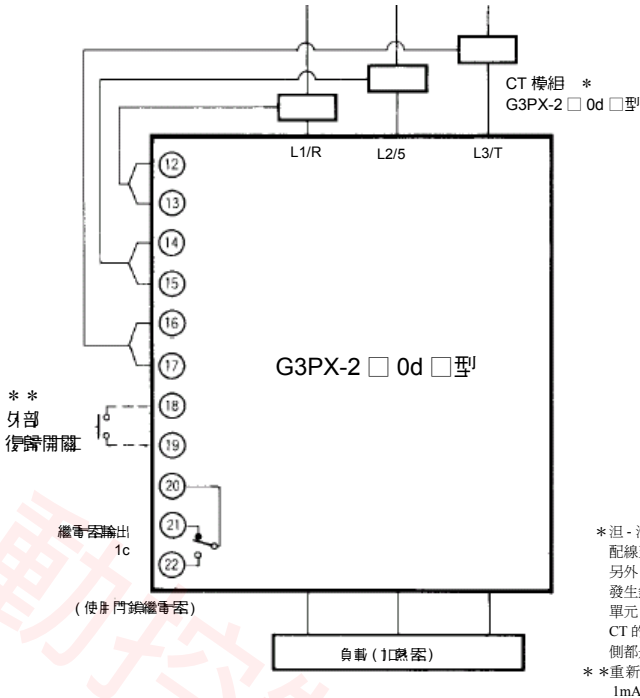 CT 模組 *
G3PX-2 □ 0d □型
L1/R L2/5 L3/T
12
13
14
15
16
17
18
19
20
21
22
G3PX-2 □ 0d □型
* *
外部
復歸開關
繼電器輸出
1c
(使用閂鎖繼電器)
負載 (加熱器)
配線
另外
發生
單元
CT 的
側都
* *重新
1mA
動控